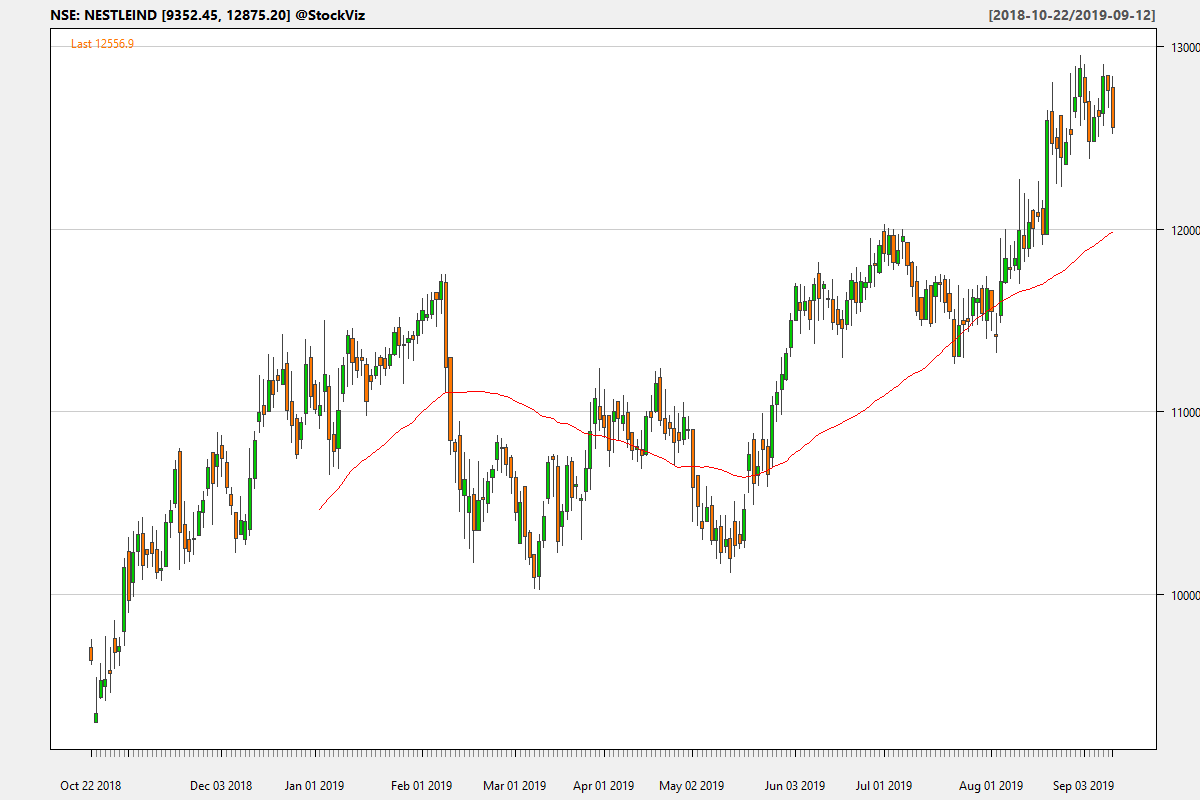 NSE: NESTLEIND [9352.45, 12875.20] @StockViz
[2018-10-22/2019-09-12]
Last 12556.9
13000
12000
11000
10000
Oct 22 2018
Dec 03 2018
Jan 01 2019
Feb 01 2019
Mar 01 2019
Apr 01 2019
May 02 2019
Jun 03 2019
Jul 01 2019
Aug 01 2019
Sep 03 2019